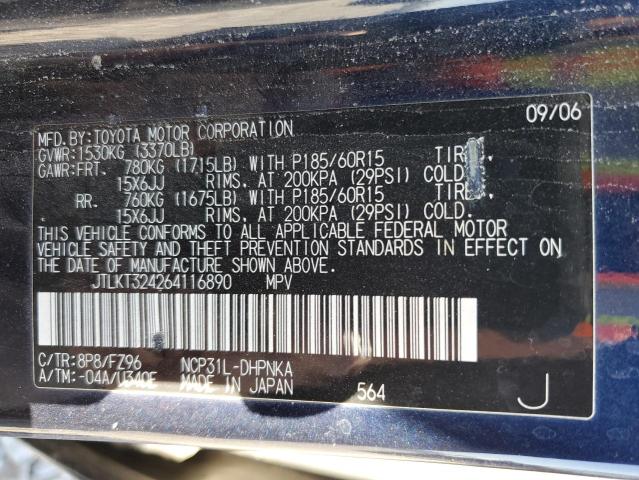 09/06
MFD.BY:TOYOTA MOTOR CORPORATION
GVWR:1530KG (3370LB)
GAWR:FRT. 780KG (1715LB) WITH P185/60R15
15X6JJ RIMS, AT 200KPA (29PSI) COLD
RR. 760KG (1675LB) WITH P185/60R15
15X6JJ RIMS, AT 200KPA (29PSI) COLD.
THIS VEHICLE CONFORMS TO ALL APPLICABLE FEDERAL MOTOR
VEHICLE SAFETY AND THEFT PREVENTION STANDARDS IN EFFECT ON
THE DATE OF MANUFACTURE SHOWN ABOVE.
JTLKT324264116890 MPV
C/TR:8P8/FZ96 NCP31L-DHPNKA
A/TM:-04A/U340E MADE IN JAPAN 564 J